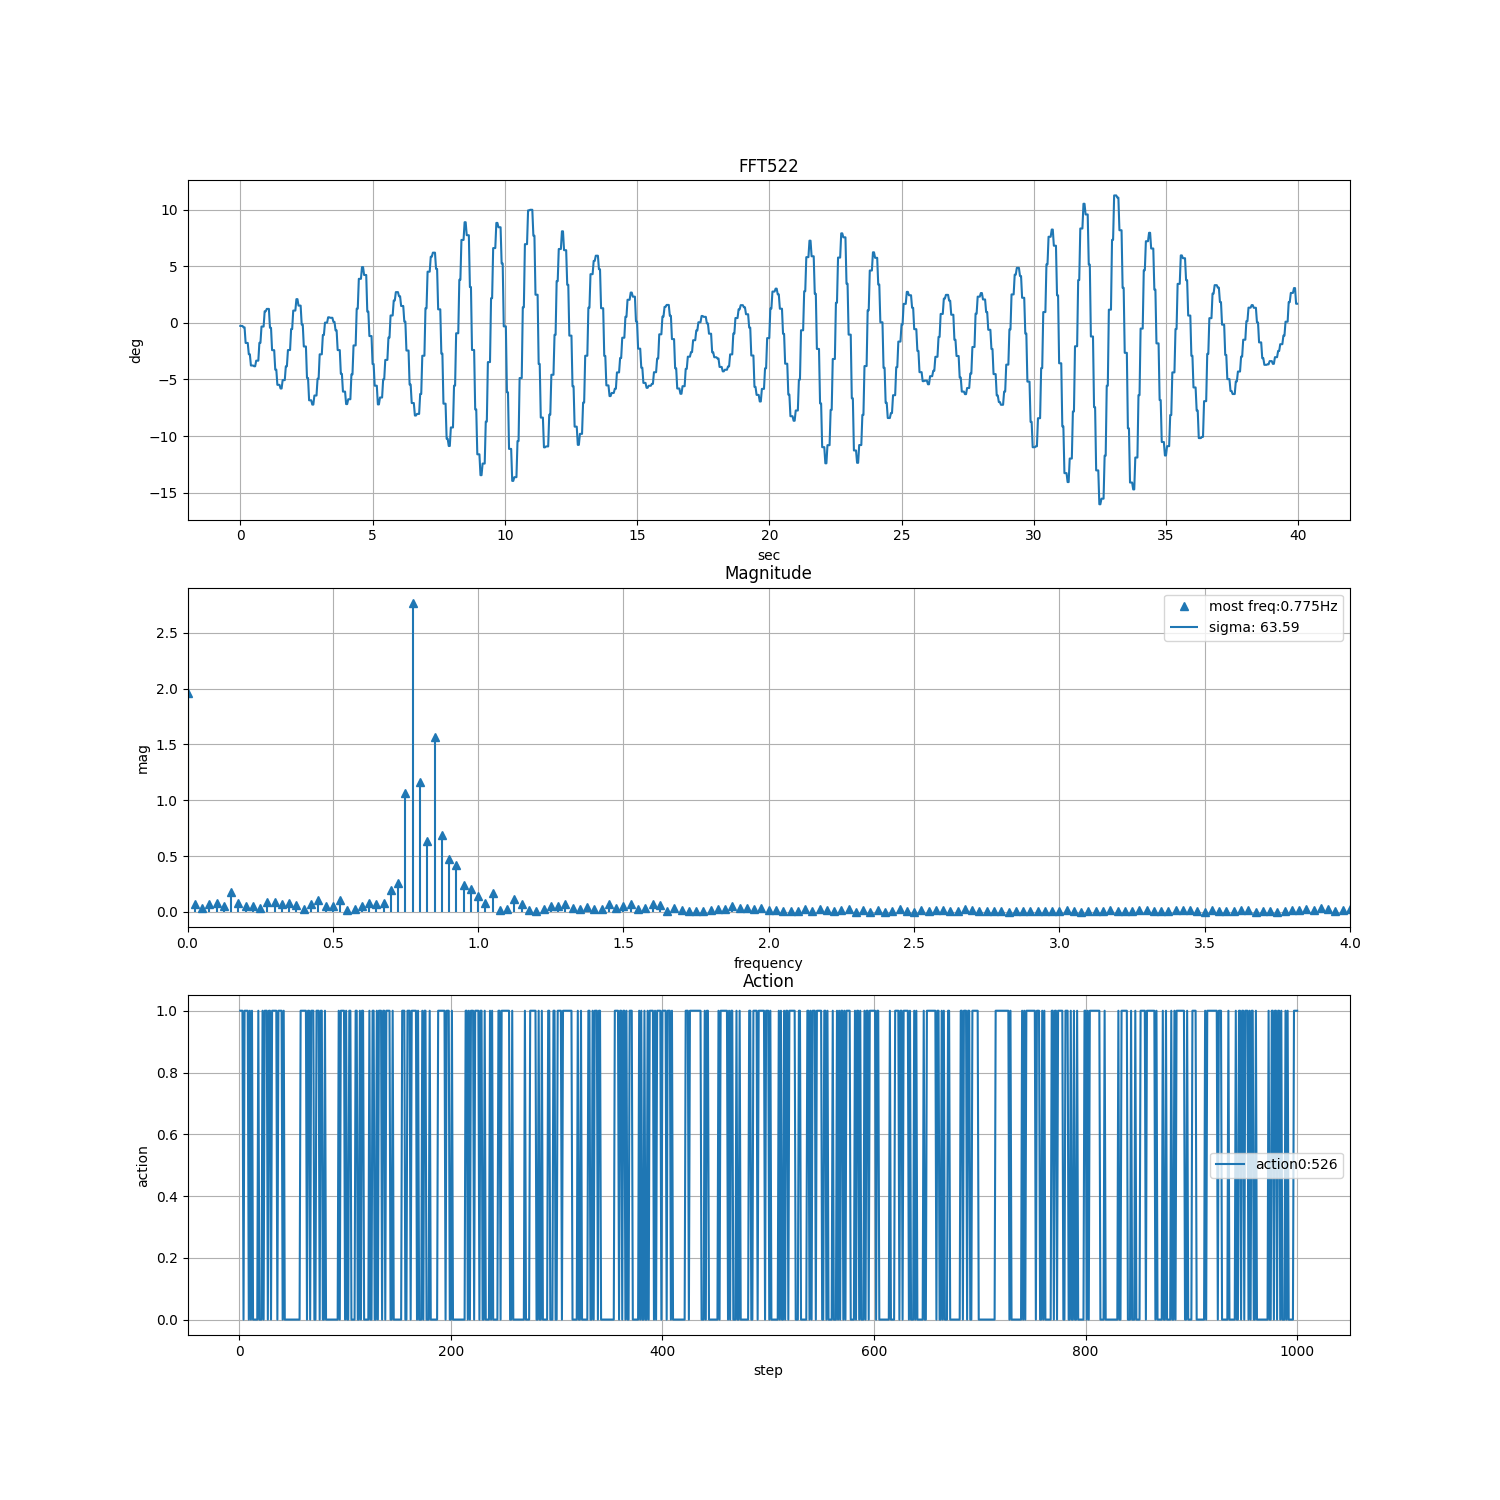 FFT522
10
5
0
−5
−10
−15
deg
0 5 10 15 20 25 30 35 40
sec
Magnitude
most freq:0.775Hz
sigma: 63.59
2.5
2.0
1.5
1.0
0.5
0.0
mag
0.0 0.5 1.0 1.5 2.0 2.5 3.0 3.5 4.0
frequency
Action
1.0
0.8
0.6
0.4
0.2
0.0
action
action0:526
0 200 400 600 800 1000
step